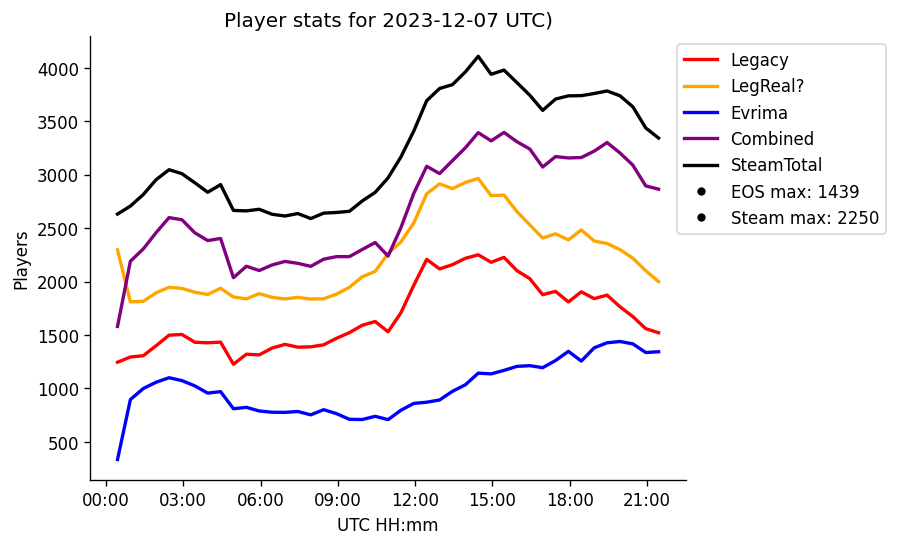 Player stats for 2023-12-07 UTC)
4000
3500
3000
2500
2000
1500
1000
500
Players
00:00 03:00 06:00 09:00 12:00 15:00 18:00 21:00
UTC HH:mm
Legacy
LegReal?
Evrima
Combined
SteamTotal
EOS max: 1439
Steam max: 2250